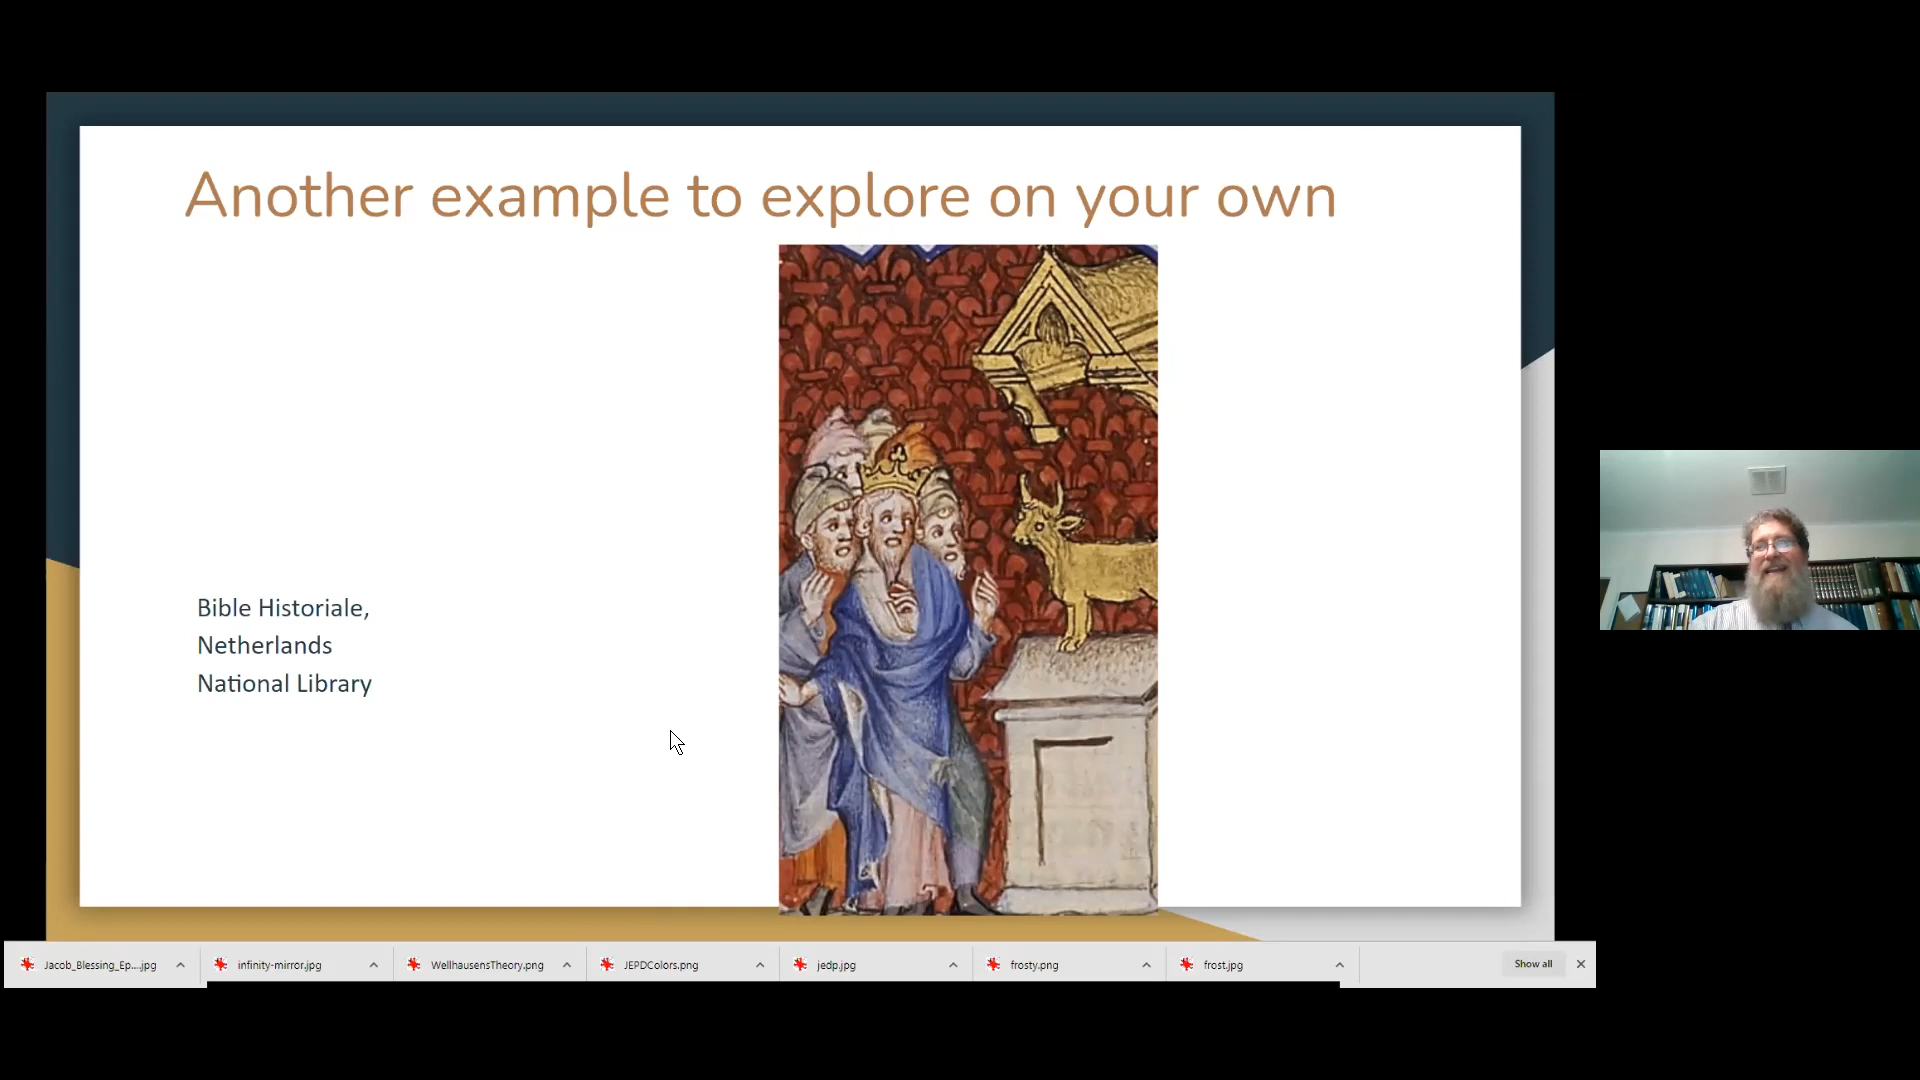 Another example to explore on your own
Bible Historiale,
Netherlands
National Library
Jacob_Blessing_Ep....jpg
infinity-mirror.jpg
WellhausensTheory.png
JEPDColors.png
jedp.jpg
frosty.png
frost.jpg
Show all